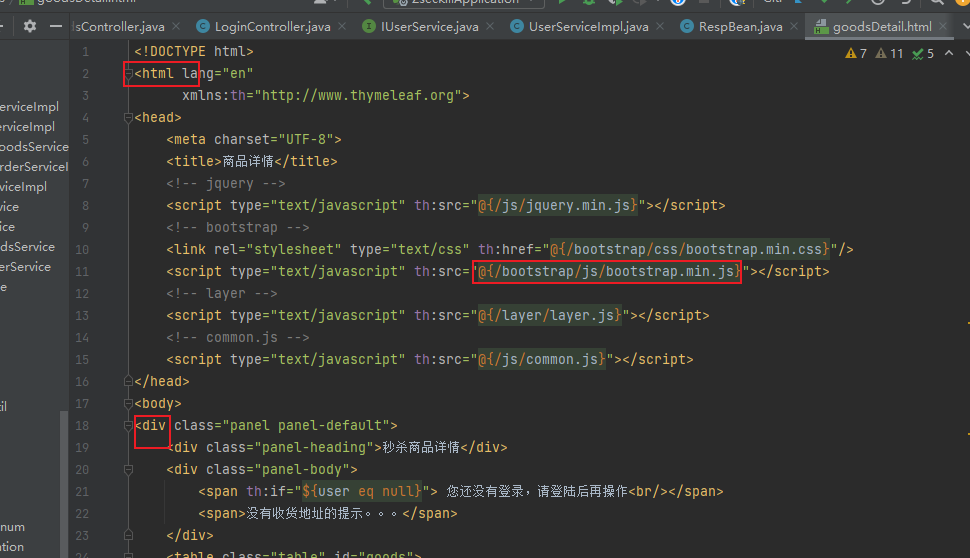 goodsDetail.html
lsController.java × LoginController.java × IUserService.java × UserServiceImpl.java × RespBean.java × goodsDetail.html ×
7 11 5
erviceImpl
erviceImpl
oodsService
rderServiceI
viceImpl
vice
ice
dsService
erService
e
il
num
ation
1 <!DOCTYPE html>
2 <html lang="en"
3 xmlns:th="http://www.thymeleaf.org">
4 <head>
5 <meta charset="UTF-8">
6 <title>商品详情</title>
7 <!-- jquery -->
8 <script type="text/javascript" th:src="@{/js/jquery.min.js}"></script>
9 <!-- bootstrap -->
10 <link rel="stylesheet" type="text/css" th:href="@{/bootstrap/css/bootstrap.min.css}"/>
11 <script type="text/javascript" th:src="@{/bootstrap/js/bootstrap.min.js}"></script>
12 <!-- layer -->
13 <script type="text/javascript" th:src="@{/layer/layer.js}"></script>
14 <!-- common.js -->
15 <script type="text/javascript" th:src="@{/js/common.js}"></script>
16 </head>
17 <body>
18 <div class="panel panel-default">
19 <div class="panel-heading">秒杀商品详情</div>
20 <div class="panel-body">
21 <span th:if="${user eq null}"> 您还没有登录，请登陆后再操作<br/></span>
22 <span>没有收货地址的提示。。。</span>
23 </div>
24 <table class="table" id="goods">